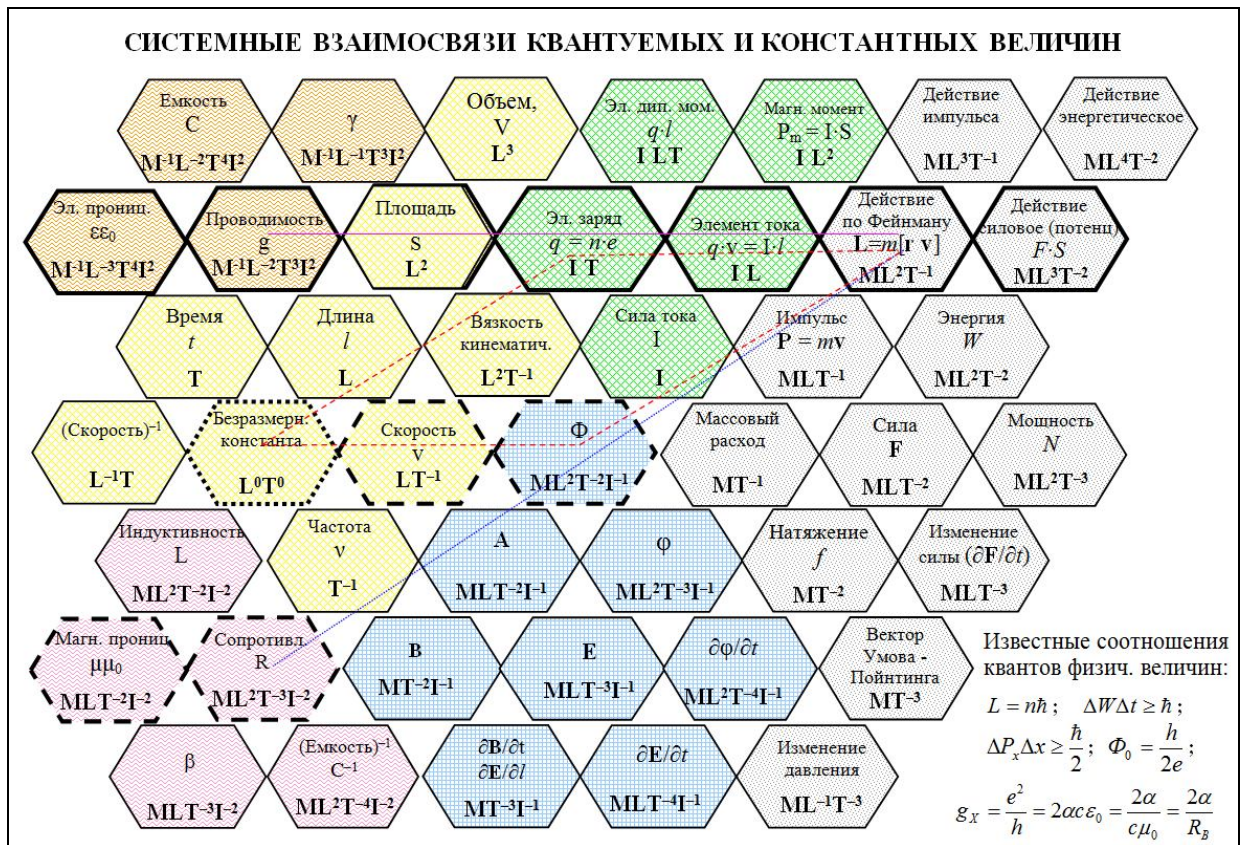 СИСТЕМНЫЕ ВЗАИМОСВЯЗИ КВАНТУЕМЫХ И КОНСТАНТНЫХ ВЕЛИЧИН
Емкость
C
M⁻¹L⁻²T⁴I²
γ
M⁻¹L⁻¹T³I²
Объем,
V
L³
Эл. дип. мом.
q·l
I LT
Магн. момент
Pₘ = I·S
I L²
Действие
импульса
ML³T⁻¹
Действие
энергетическое
ML⁴T⁻²
Эл. прониц.
εε₀
M⁻¹L⁻³T⁴I²
Проводимость
g
M⁻¹L⁻²T³I²
Площадь
S
L²
Эл. заряд
q = n·e
I T
Элемент тока
q·v = I·l
I L
Действие
по Фейнману
L=m[r v]
ML²T⁻¹
Действие
силовое (потенц)
F·S
ML³T⁻²
Время
t
T
Длина
l
L
Вязкость
кинематич.
L²T⁻¹
Сила тока
I
I
Импульс
P = mv
MLT⁻¹
Энергия
W
ML²T⁻²
(Скорость)⁻¹
L⁻¹T
Безразмерн.
константа
L⁰T⁰
Скорость
v
LT⁻¹
Φ
ML²T⁻²I⁻¹
Массовый
расход
MT⁻¹
Сила
F
MLT⁻²
Мощность
N
ML²T⁻³
Индуктивность
L
ML²T⁻²I⁻²
Частота
ν
T⁻¹
A
MLT⁻²I⁻¹
φ
ML²T⁻³I⁻¹
Натяжение
f
MT⁻²
Изменение
силы (∂F/∂t)
MLT⁻³
Магн. прониц
μμ₀
MLT⁻²I⁻²
Сопротивл.
R
ML²T⁻³I⁻²
B
MT⁻²I⁻¹
E
MLT⁻³I⁻¹
∂φ/∂t
ML²T⁻⁴I⁻¹
Вектор
Умова -
Пойнтинга
MT⁻³
β
MLT⁻³I⁻²
(Емкость)⁻¹
C⁻¹
ML²T⁻⁴I⁻²
∂B/∂t
∂E/∂l
MT⁻³I⁻¹
∂E/∂t
MLT⁻⁴I⁻¹
Изменение
давления
ML⁻¹T⁻³
Известные соотношения
квантов физич. величин:
L = nħ ; ΔWΔt ≥ ħ ;
ΔPₓΔx ≥ ħ/2 ; Φ₀ = h/2e ;
g_X = e²/h = 2αcε₀ = 2α/cμ₀ = 2α/R_B